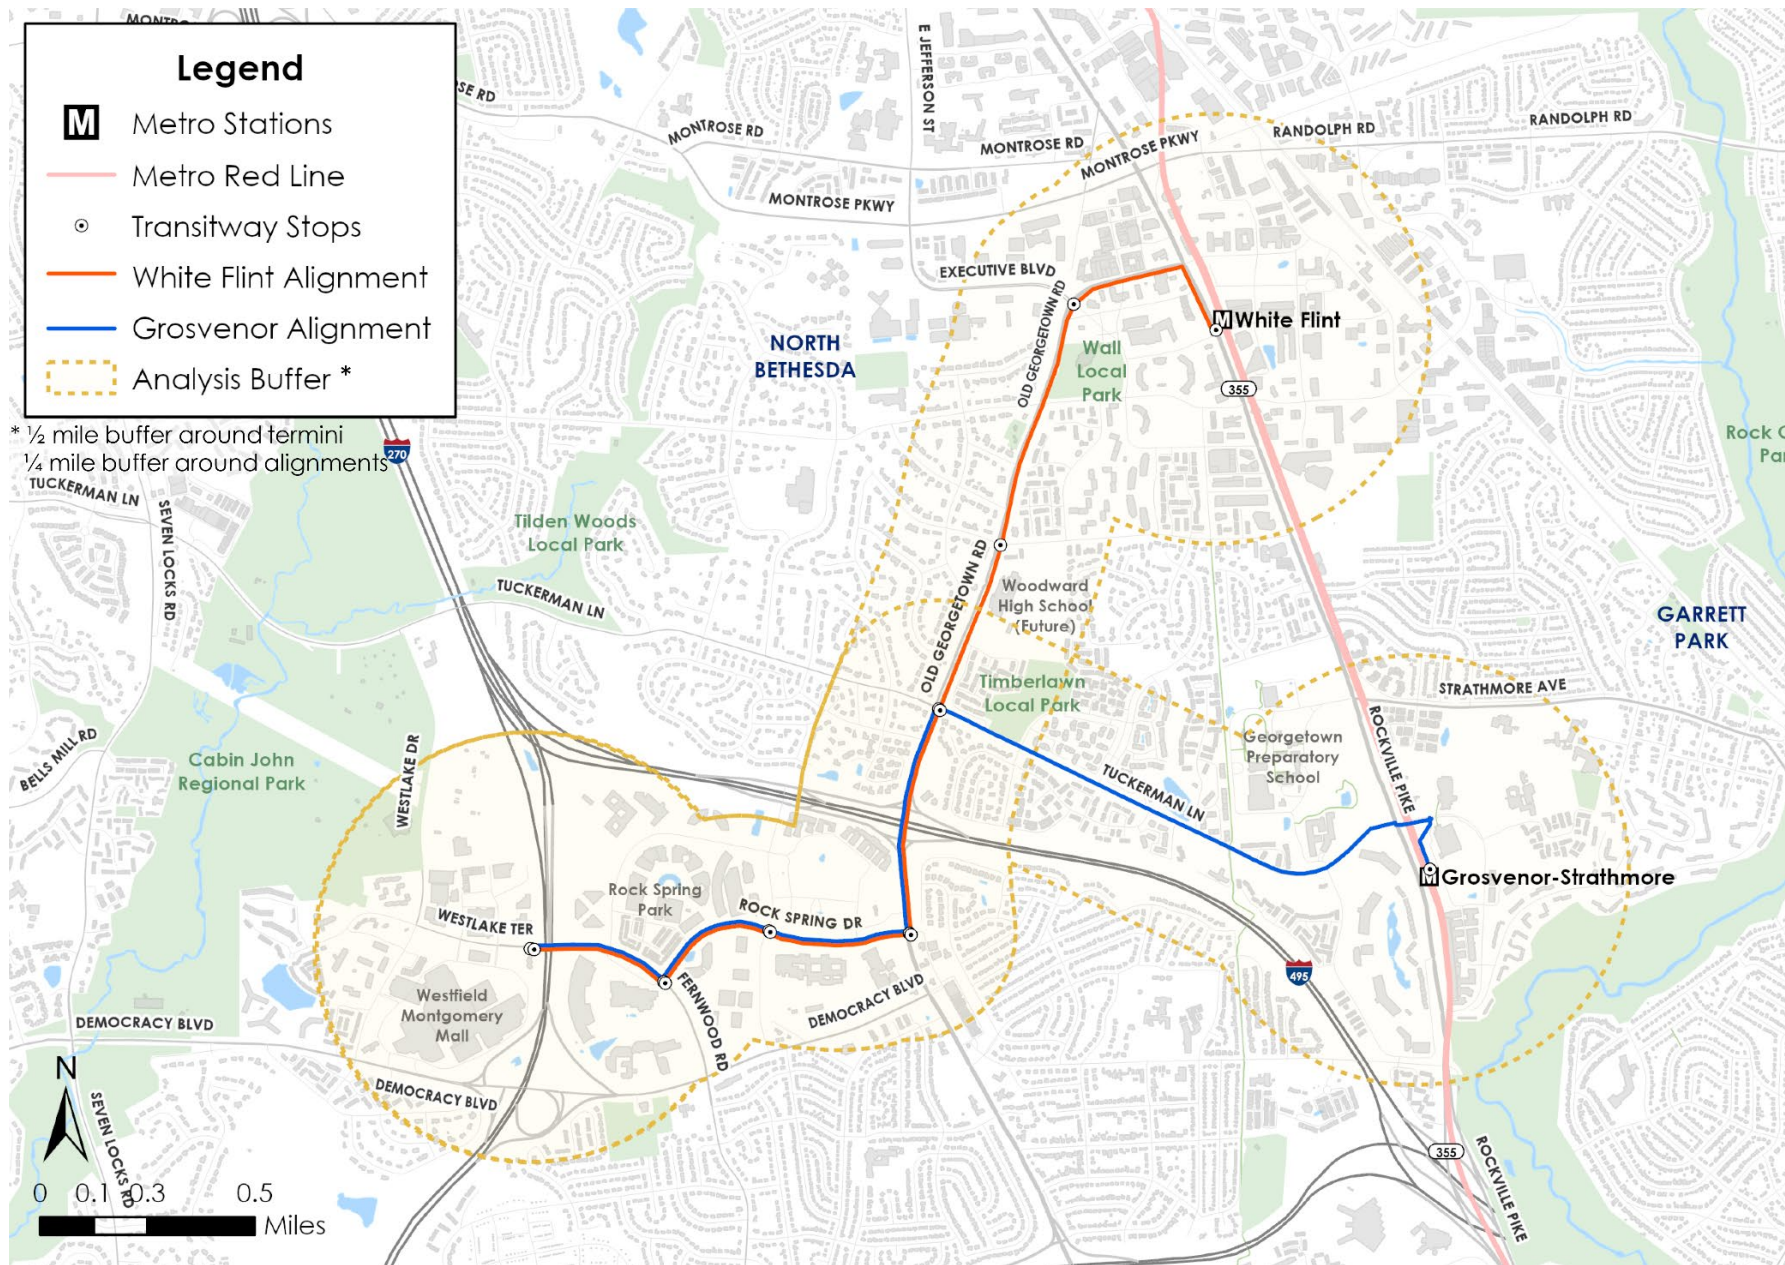 MONTRO
Legend
M Metro Stations
Metro Red Line
Transitway Stops
White Flint Alignment
Grosvenor Alignment
Analysis Buffer *
* ½ mile buffer around termini
¼ mile buffer around alignments
SE RD
MONTROSE RD
E JEFFERSON ST
MONTROSE RD
MONTROSE PKWY
RANDOLPH RD
RANDOLPH RD
MONTROSE PKWY
EXECUTIVE BLVD
OLD GEORGETOWN RD
M White Flint
NORTH
BETHESDA
Wall
Local
Park
355
Rock C
Par
270
TUCKERMAN LN
SEVEN LOCKS RD
Tilden Woods
Local Park
TUCKERMAN LN
OLD GEORGETOWN RD
Woodward
High School
(Future)
GARRETT
PARK
Timberlawn
Local Park
STRATHMORE AVE
ROCKVILLE PIKE
Georgetown
Preparatory
School
BELLS MILL RD
Cabin John
Regional Park
WESTLAKE DR
TUCKERMAN LN
M Grosvenor-Strathmore
Rock Spring
Park
ROCK SPRING DR
WESTLAKE TER
FERNWOOD RD
495
Westfield
Montgomery
Mall
DEMOCRACY BLVD
DEMOCRACY BLVD
DEMOCRACY BLVD
N
SEVEN LOCKS RD
355
ROCKVILLE PIKE
0 0.1 0.3 0.5
Miles